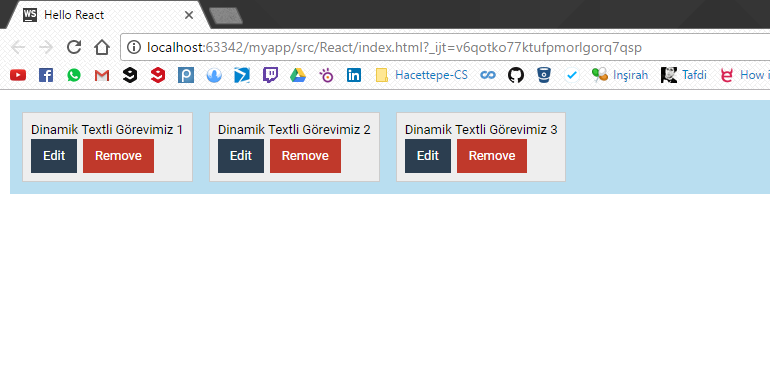 WS Hello React
localhost:63342/myapp/src/React/index.html?_ijt=v6qotko77ktufpmorlgorq7qsp
Hacettepe-CS İnşirah Tafdi How i
Dinamik Textli Görevimiz 1 Dinamik Textli Görevimiz 2 Dinamik Textli Görevimiz 3
Edit Remove Edit Remove Edit Remove